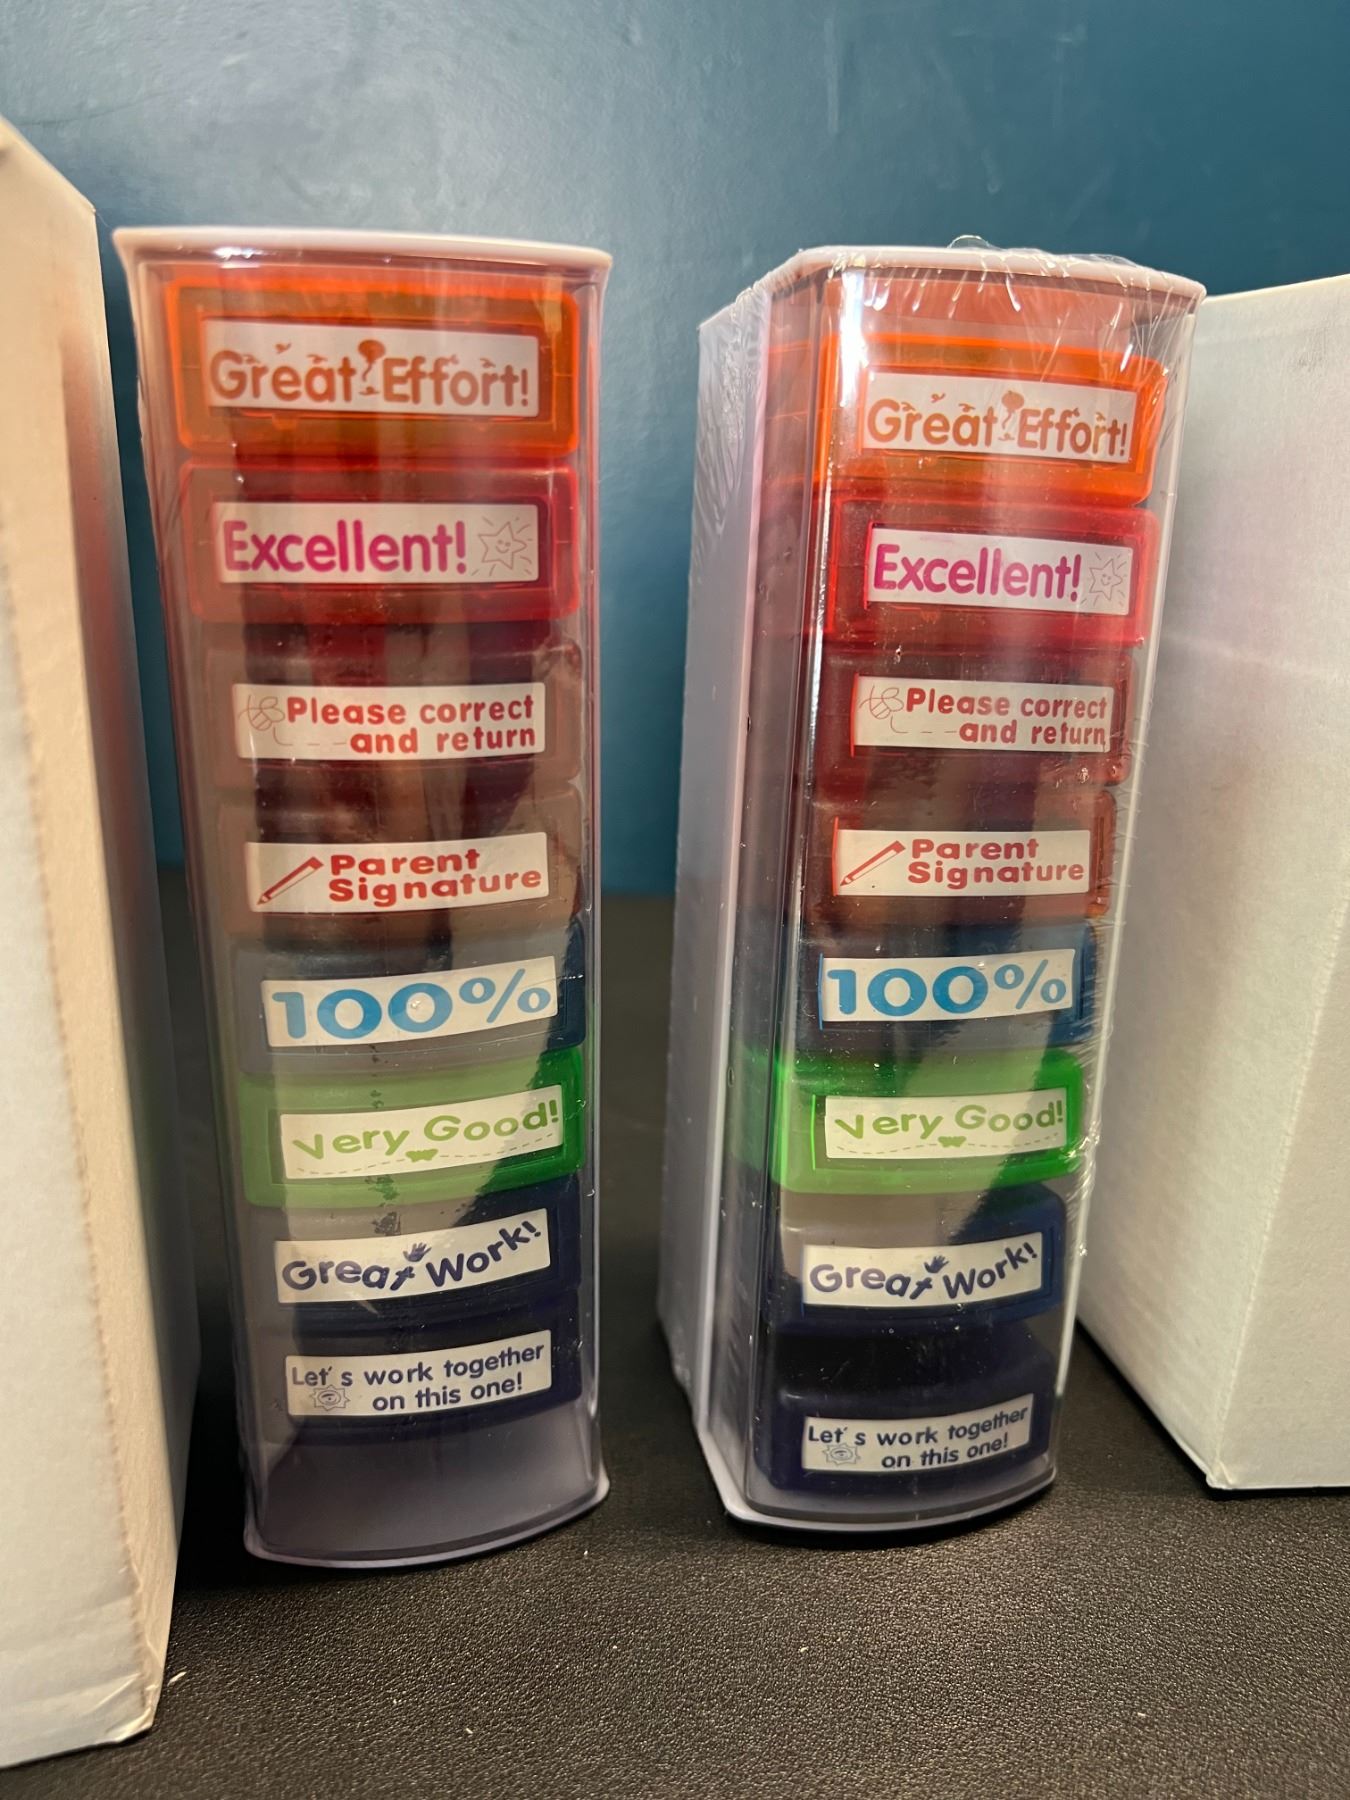 Great Effort!
Excellent!
Please correct
and return
Parent
Signature
100%
Very Good!
Great Work!
Let's work together
on this one!
Great Effort!
Excellent!
Please correct
and return
Parent
Signature
100%
Very Good!
Great Work!
Let's work together
on this one!